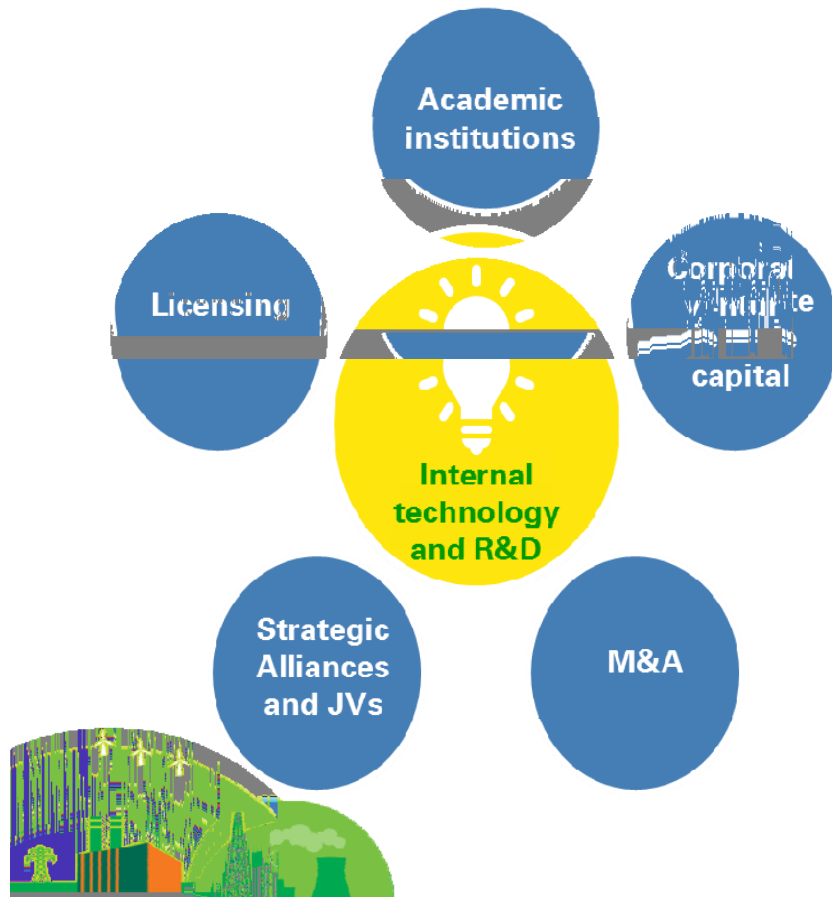 Academic
institutions
Licensing
capital
Internal
technology
and R&D
Strategic
Alliances
and JVs
M&A